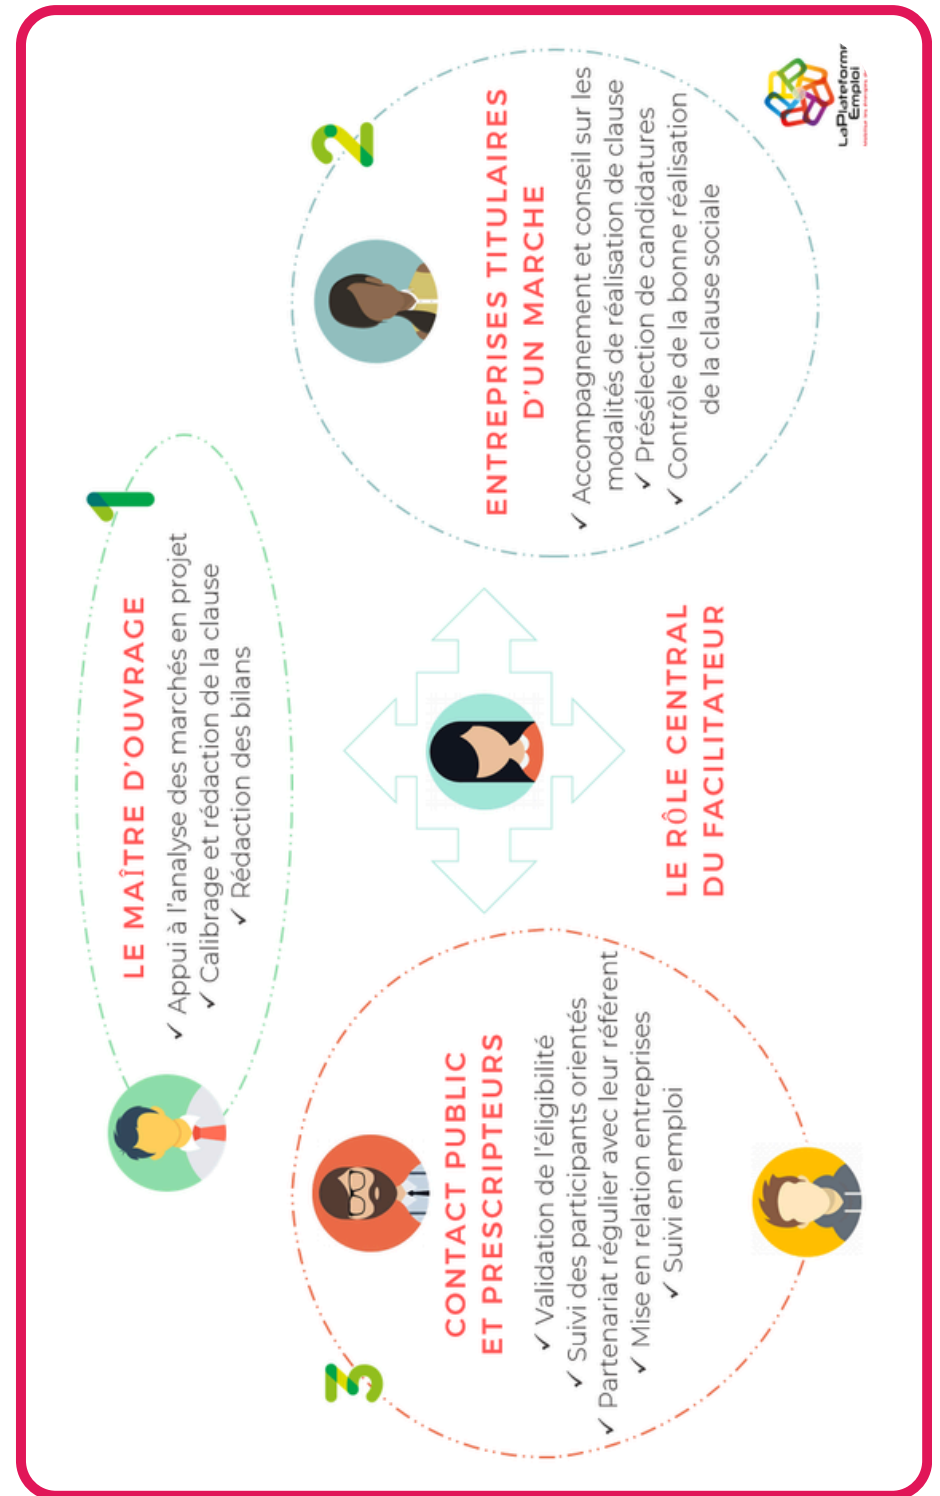 1
LE MAÎTRE D'OUVRAGE
✓ Appui à l'analyse des marchés en projet
✓ Calibrage et rédaction de la clause
✓ Rédaction des bilans
2
ENTREPRISES TITULAIRES
D'UN MARCHE
✓ Accompagnement et conseil sur les
modalités de réalisation de clause
✓ Présélection de candidatures
✓ Contrôle de la bonne réalisation
de la clause sociale
3
CONTACT PUBLIC
ET PRESCRIPTEURS
✓ Validation de l'éligibilité
✓ Suivi des participants orientés
✓ Partenariat régulier avec leur référent
✓ Mise en relation entreprises
✓ Suivi en emploi
LE RÔLE CENTRAL
DU FACILITATEUR
LaPlateforme
Emploi